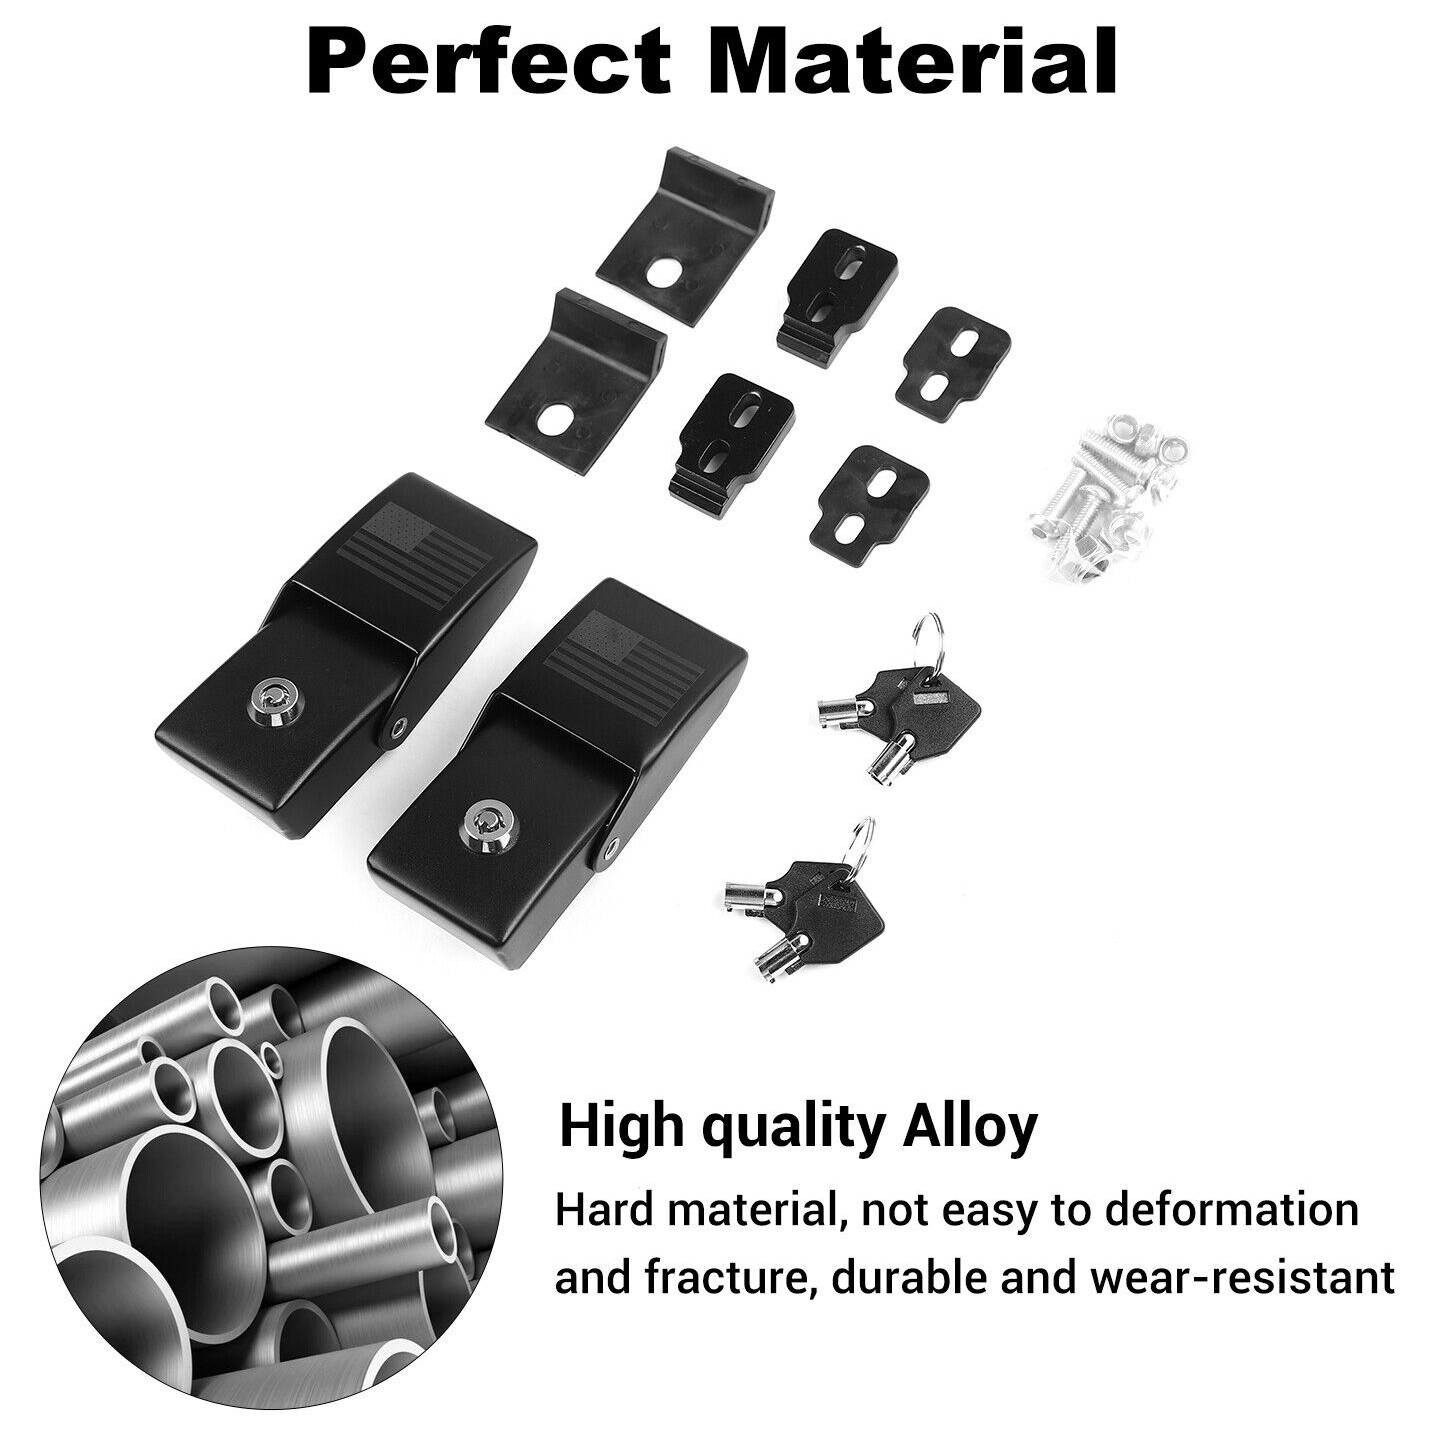 Perfect Material
High quality Alloy
Hard material, not easy to deformation
and fracture, durable and wear-resistant